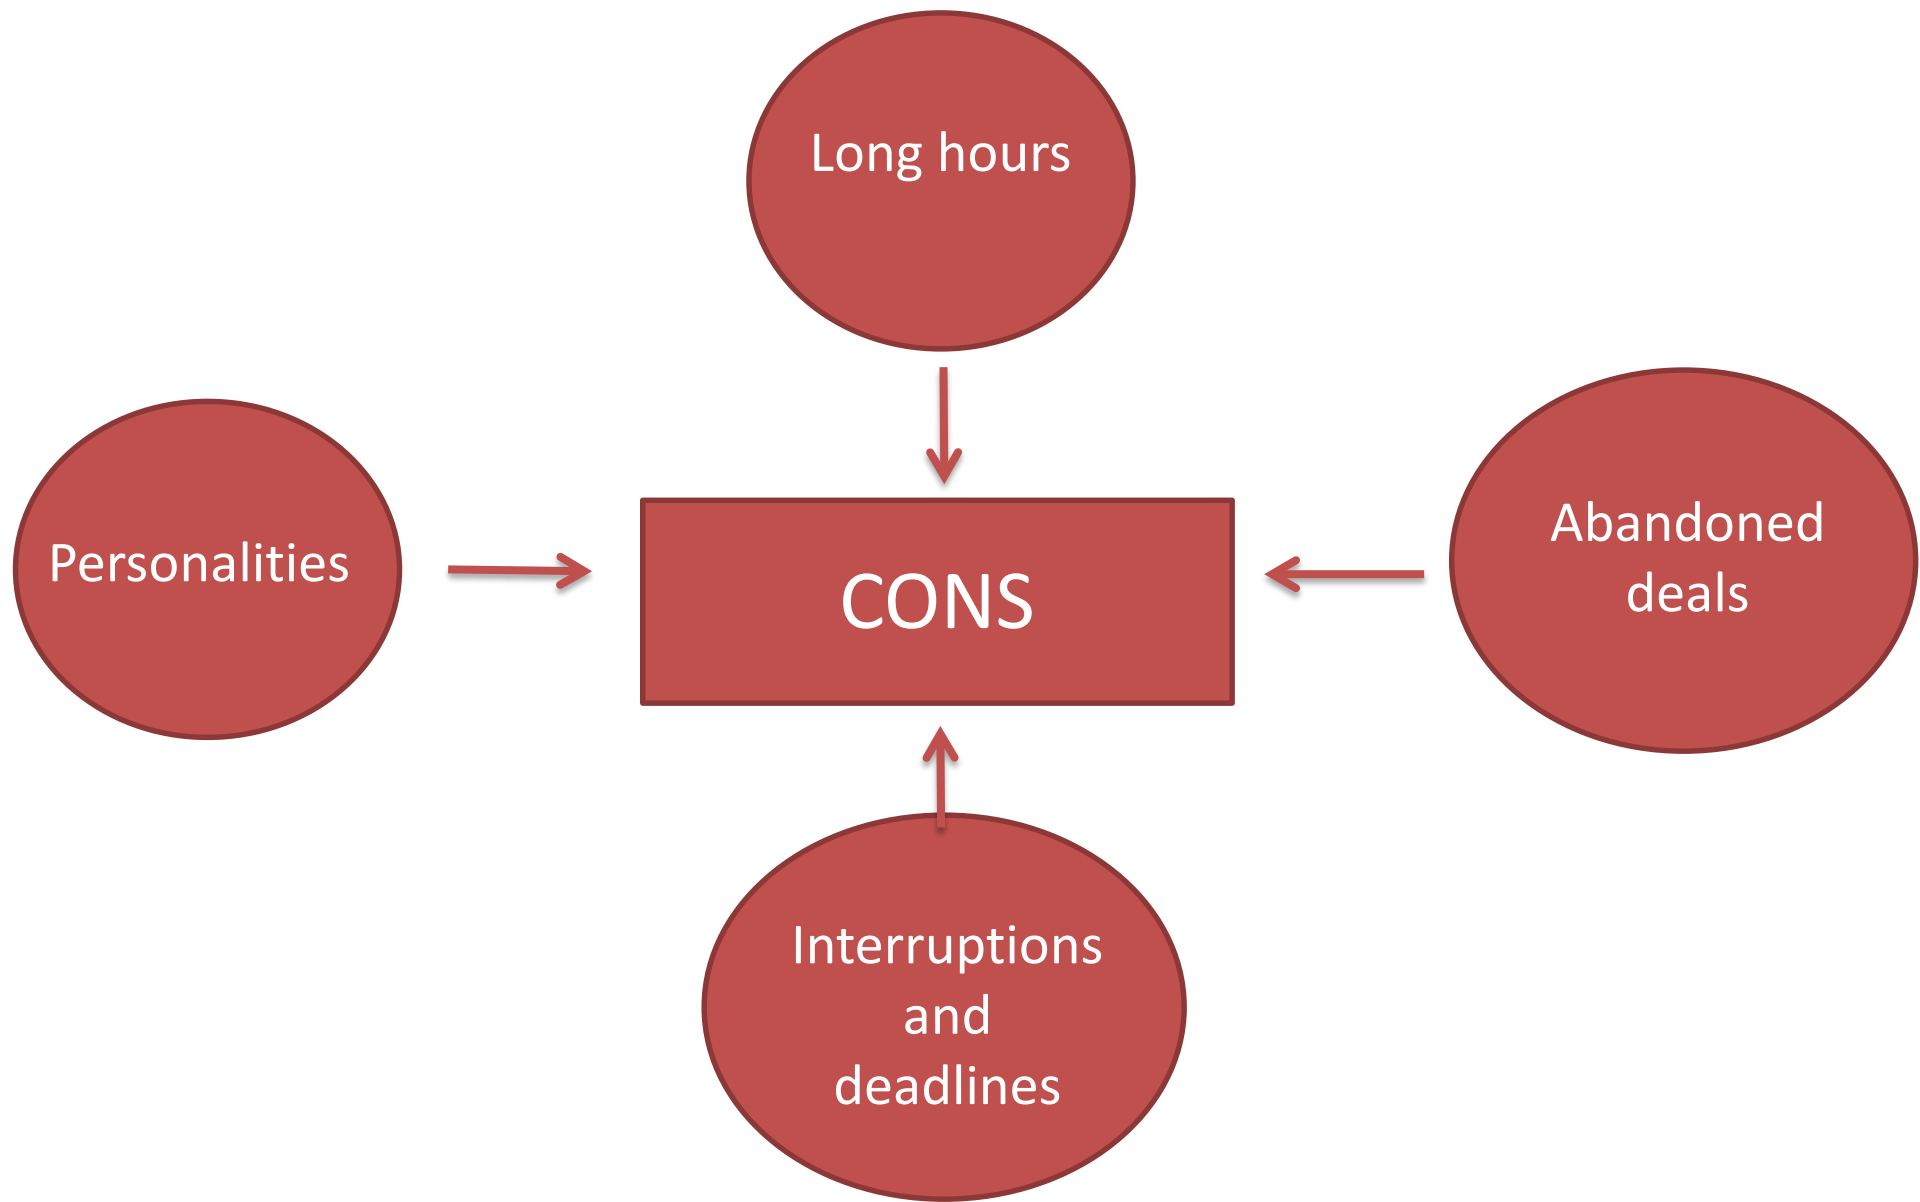 Long hours
Personalities
CONS
Abandoned
deals
Interruptions
and
deadlines